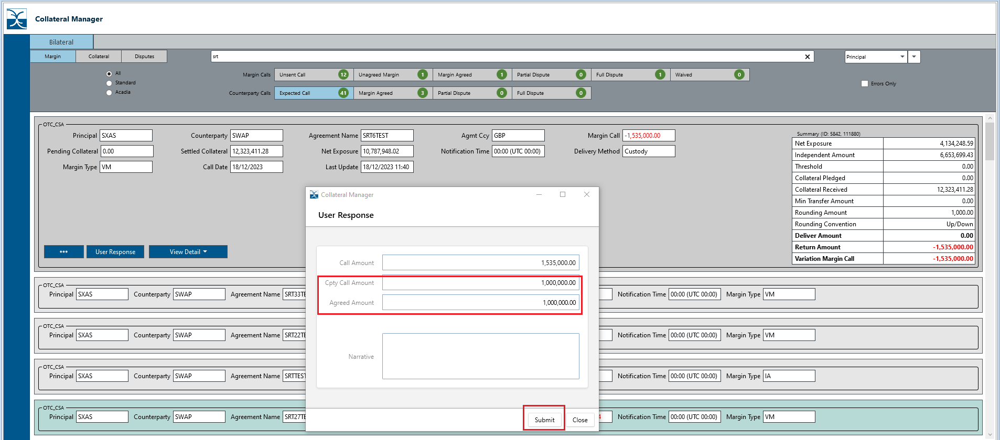 Collateral Manager
Bilateral
Margin Collateral Disputes srt Principal
All
Standard
Acadia
Margin Calls Unsent Call 12 Unagreed Margin 1 Margin Agreed 1 Partial Dispute 0 Full Dispute 1 Waived 0
Errors Only
Counterparty Calls Expected Call 41 Margin Agreed 3 Partial Dispute 0 Full Dispute 0
OTC_CSA
Principal SXAS Counterparty SWAP Agreement Name SRT6TEST Agmt Ccy GBP Margin Call -1,535,000.00
Pending Collateral 0.00 Settled Collateral 12,323,411.28 Net Exposure 10,787,948.02 Notification Time 00:00 (UTC 00:00) Delivery Method Custody
Margin Type VM Call Date 18/12/2023 Last Update 18/12/2023 11:40
Summary (ID: 5842, 111880)
Net Exposure 4,134,248.59
Independent Amount 6,653,699.43
Threshold 0.00
Collateral Pledged 0.00
Collateral Received 12,323,411.28
Min Transfer Amount 0.00
Rounding Amount 1,000.00
Rounding Convention Up/Down
Deliver Amount 0.00
Return Amount -1,535,000.00
Variation Margin Call -1,535,000.00
••• User Response View Detail
Collateral Manager
User Response
Call Amount 1,535,000.00
Cpty Call Amount 1,000,000.00
Agreed Amount 1,000,000.00
Narrative
Submit Close
OTC_CSA
Principal SXAS Counterparty SWAP Agreement Name SRT33TE Notification Time 00:00 (UTC 00:00) Margin Type VM
OTC_CSA
Principal SXAS Counterparty SWAP Agreement Name SRT22TE Notification Time 00:00 (UTC 00:00) Margin Type VM
OTC_CSA
Principal SXAS Counterparty SWAP Agreement Name SRTTEST Notification Time 00:00 (UTC 00:00) Margin Type IA
OTC_CSA
Principal SXAS Counterparty SWAP Agreement Name SRT27TE 4 Notification Time 00:00 (UTC 00:00) Margin Type VM